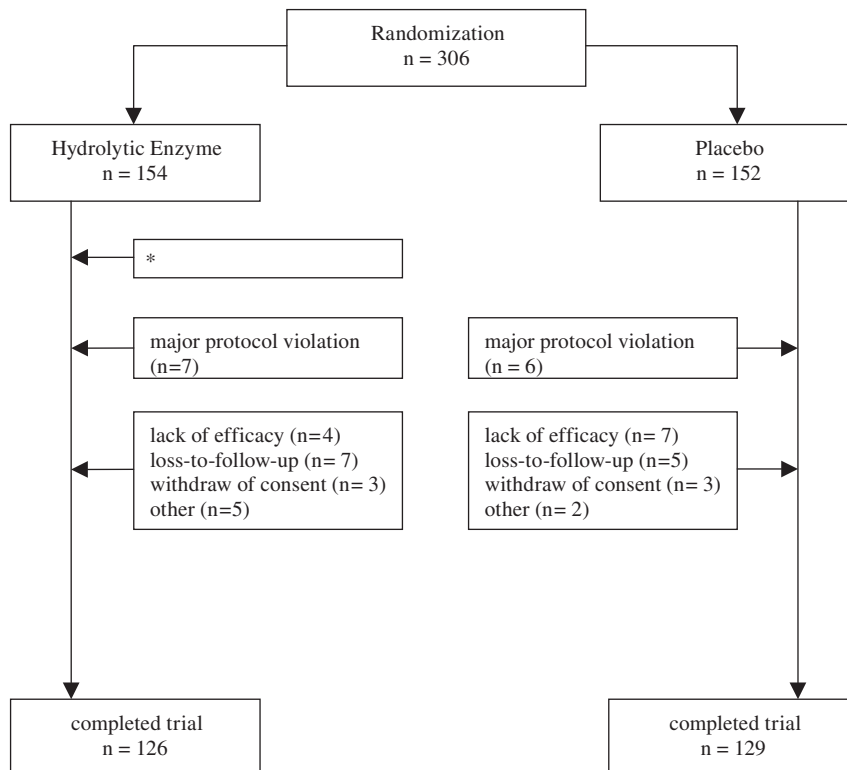 Randomization
n = 306
Hydrolytic Enzyme
n = 154
Placebo
n = 152
*
major protocol violation
(n=7)
major protocol violation
(n = 6)
lack of efficacy (n=4)
loss-to-follow-up (n= 7)
withdraw of consent (n= 3)
other (n=5)
lack of efficacy (n= 7)
loss-to-follow-up (n=5)
withdraw of consent (n= 3)
other (n= 2)
completed trial
n = 126
completed trial
n = 129